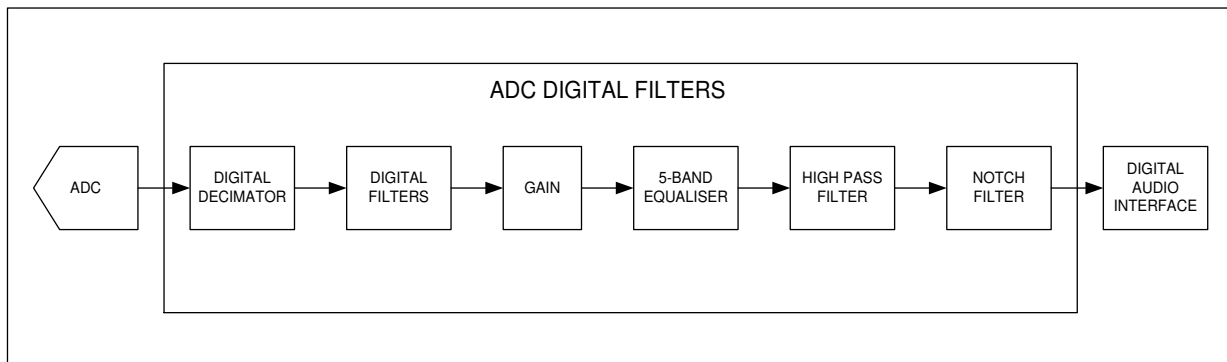 ADC DIGITAL FILTERS
ADC
DIGITAL
DECIMATOR
DIGITAL
FILTERS
GAIN
5-BAND
EQUALISER
HIGH PASS
FILTER
NOTCH
FILTER
DIGITAL
AUDIO
INTERFACE